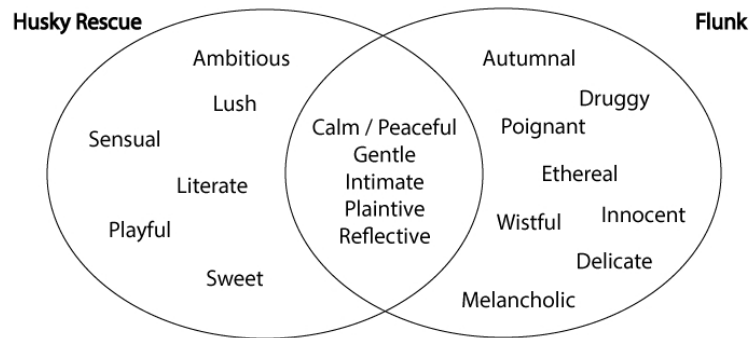 Husky Rescue
Flunk
Ambitious
Lush
Sensual
Literate
Playful
Sweet
Calm / Peaceful
Gentle
Intimate
Plaintive
Reflective
Autumnal
Druggy
Poignant
Ethereal
Innocent
Wistful
Delicate
Melancholic